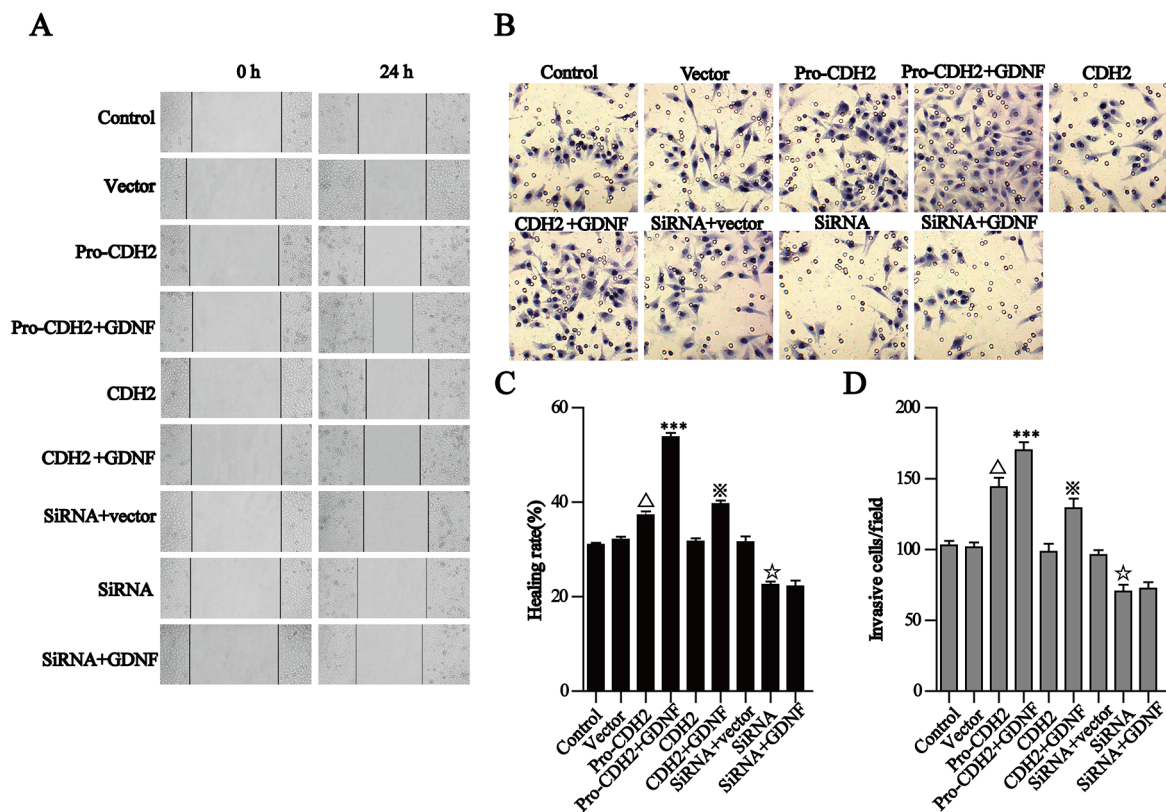 A
0 h 24 h
Control
Vector
Pro-CDH2
Pro-CDH2+GDNF
CDH2
CDH2 +GDNF
SiRNA+vector
SiRNA
SiRNA+GDNF
B
Control Vector Pro-CDH2 Pro-CDH2+GDNF CDH2
CDH2 +GDNF SiRNA+vector SiRNA SiRNA+GDNF
C
Healing rate(%)
60
40
20
0
△
***
※
☆
Control
Vector
Pro-CDH2
Pro-CDH2+GDNF
CDH2
CDH2+GDNF
SiRNA+vector
SiRNA
SiRNA+GDNF
D
Invasive cells/field
200
150
100
50
0
△
***
※
☆
Control
Vector
Pro-CDH2
Pro-CDH2+GDNF
CDH2
CDH2+GDNF
SiRNA+vector
SiRNA
SiRNA+GDNF